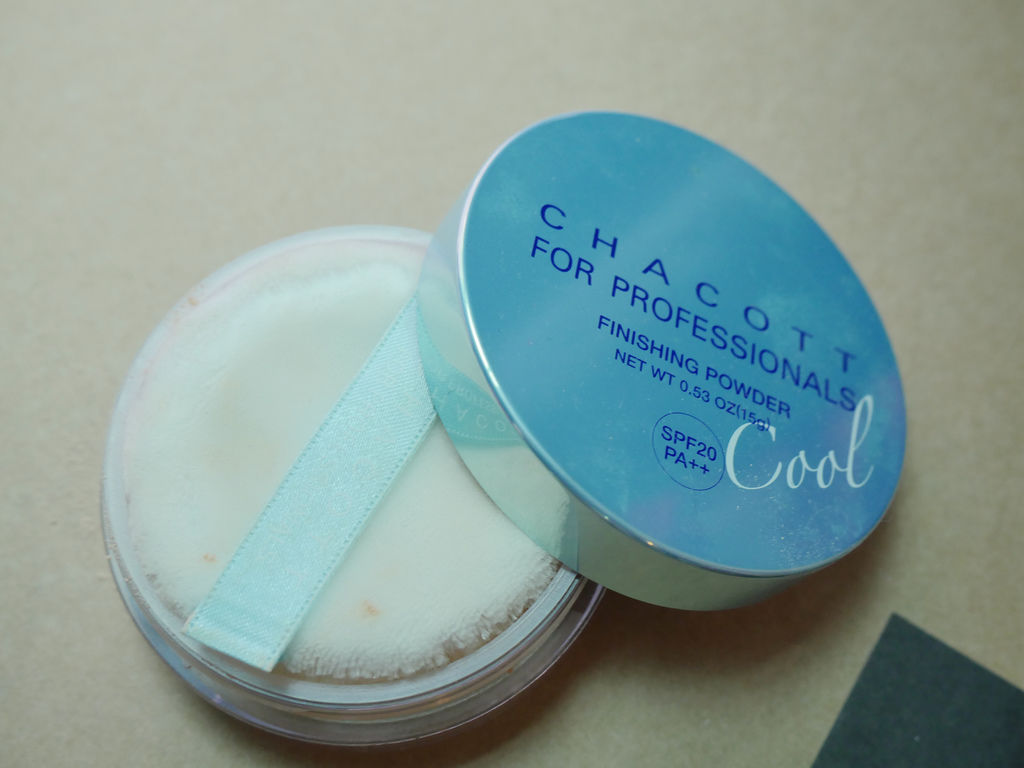 CHACOTT
FOR PROFESSIONALS
FINISHING POWDER
NET WT 0.53 OZ(15g)
SPF20
PA++
Cool